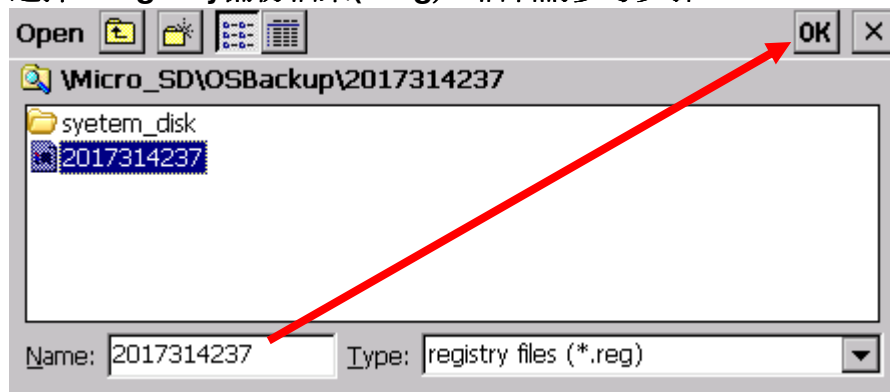 Open OK ×
\Micro_SD\OSBackup\2017314237
syetem_disk
2017314237
Name: 2017314237 Type: registry files (*.reg)